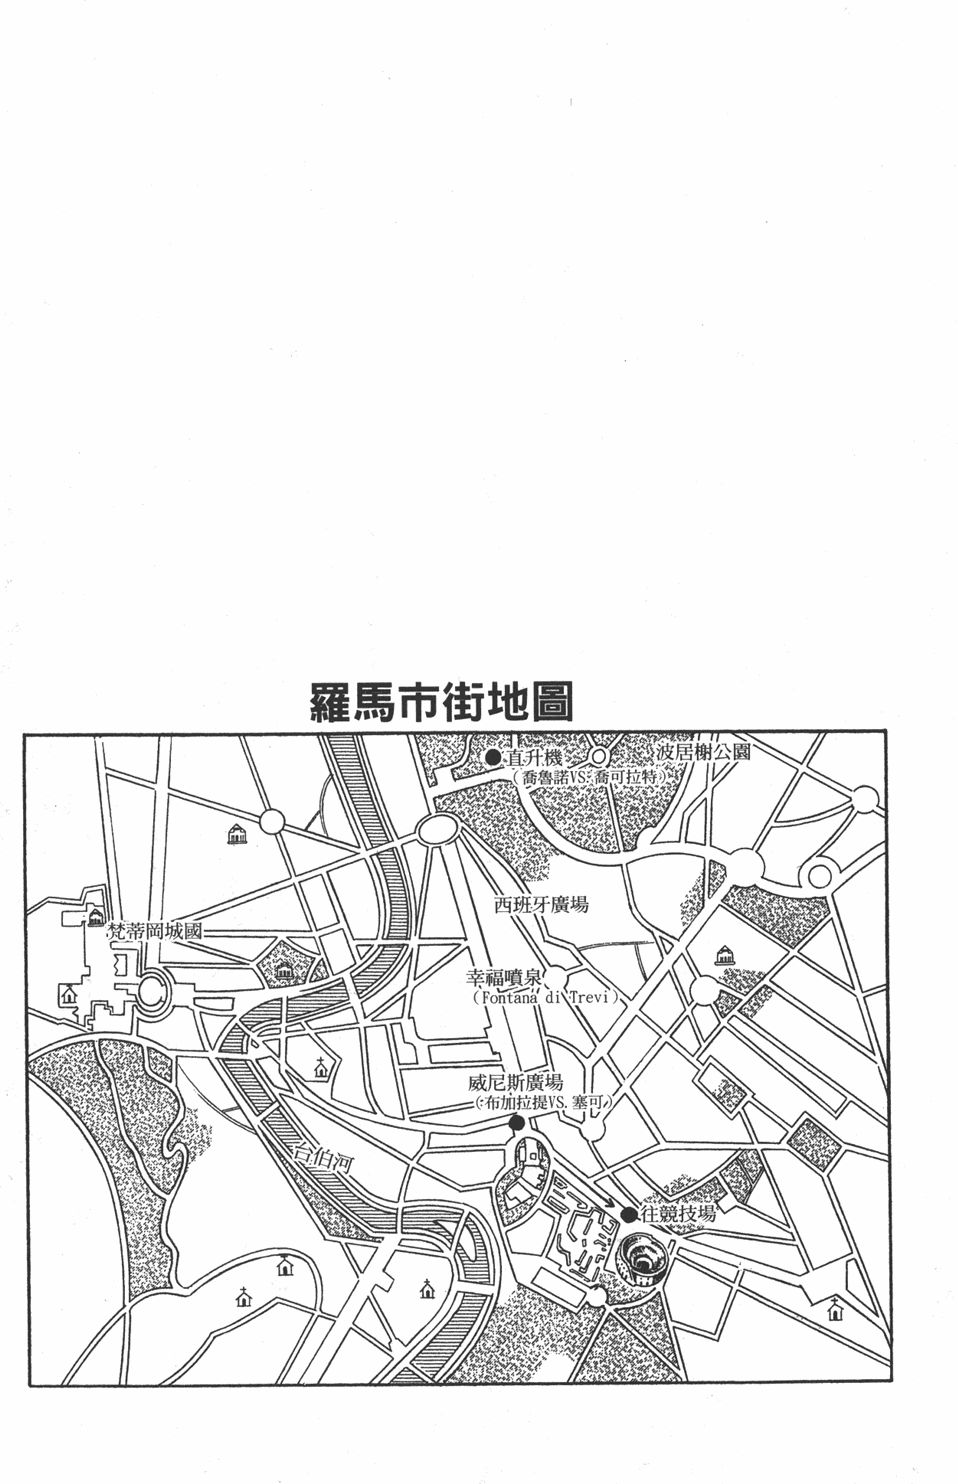 羅馬市街地圖
直升機
(喬魯諾VS.喬可拉特)
波居榭公園
西班牙廣場
梵蒂岡城國
幸福噴泉
(Fontana di Trevi)
威尼斯廣場
(布加拉提VS.塞可)
台伯河
往競技場